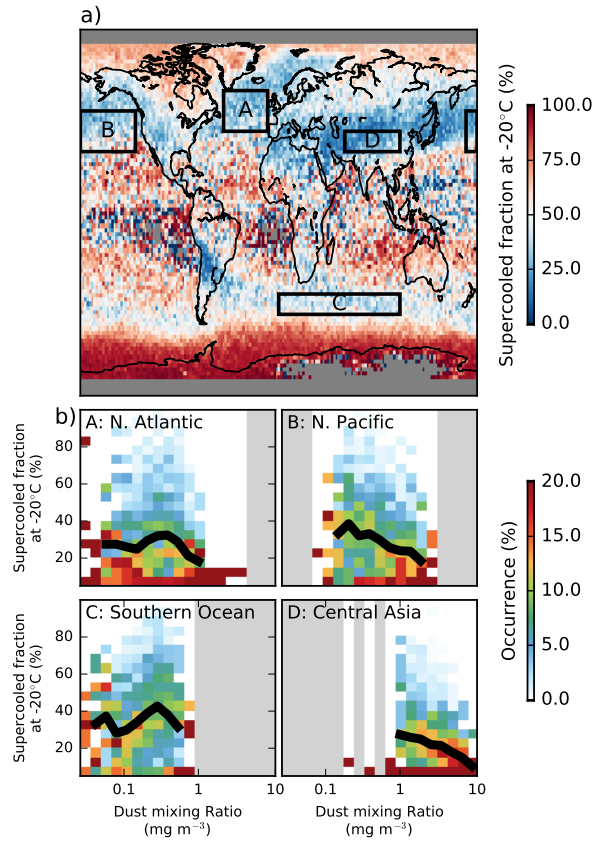 a)
A
B
D
C
100.0
75.0
50.0
25.0
0.0
Supercooled fraction at -20°C (%)
b)
A: N. Atlantic
B: N. Pacific
80
60
40
20
Supercooled fraction
at -20°C (%)
C: Southern Ocean
D: Central Asia
80
60
40
20
Supercooled fraction
at -20°C (%)
0.1
1
10
0.1
1
10
Dust mixing Ratio
(mg m⁻³)
Dust mixing Ratio
(mg m⁻³)
20.0
15.0
10.0
5.0
0.0
Occurrence (%)